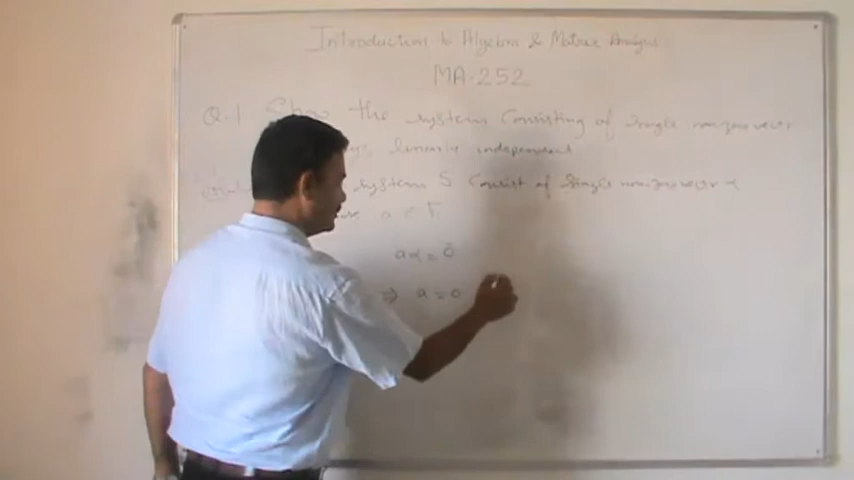 Introduction to Algebra & Matrix Analysis
MA-252
Q.1 Show the system consisting of single non-zero vector
linearly independent
system S consist of single non-zero vector α
a ∈ F
aα = 0̄
⇒ a = 0